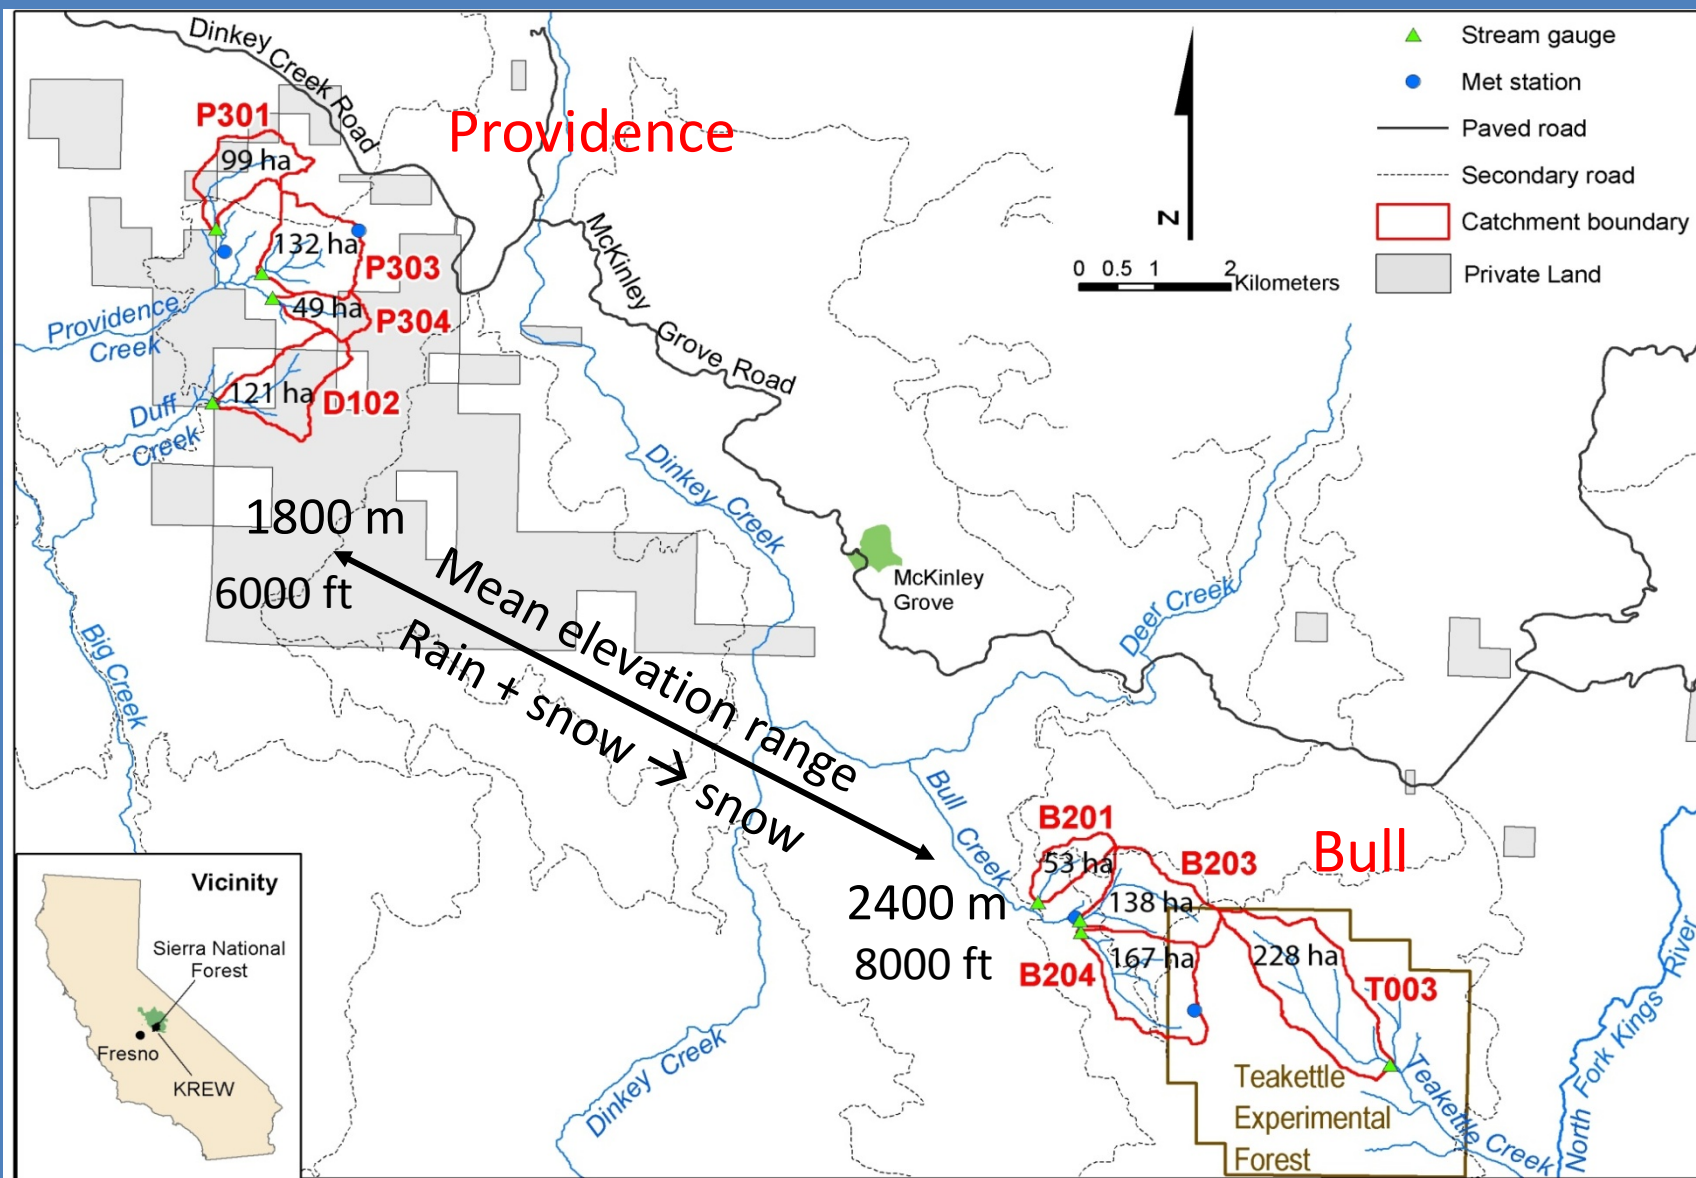 Dinkey Creek Road
Providence
P301
99 ha
132 ha
P303
49 ha
P304
Providence
Creek
121 ha
D102
Duff
Creek
McKinley Grove Road
N
0 0.5 1 2
Kilometers
Stream gauge
Met station
Paved road
Secondary road
Catchment boundary
Private Land
1800 m
6000 ft
Mean elevation range
Rain + snow → snow
Dinkey Creek
McKinley
Grove
Deer Creek
Big Creek
Bull Creek
B201
53 ha
B203
Bull
138 ha
2400 m
8000 ft
B204
167 ha
228 ha
T003
Teakettle
Experimental
Forest
Teakettle Creek
North Fork Kings River
Dinkey Creek
Vicinity
Sierra National
Forest
Fresno
KREW